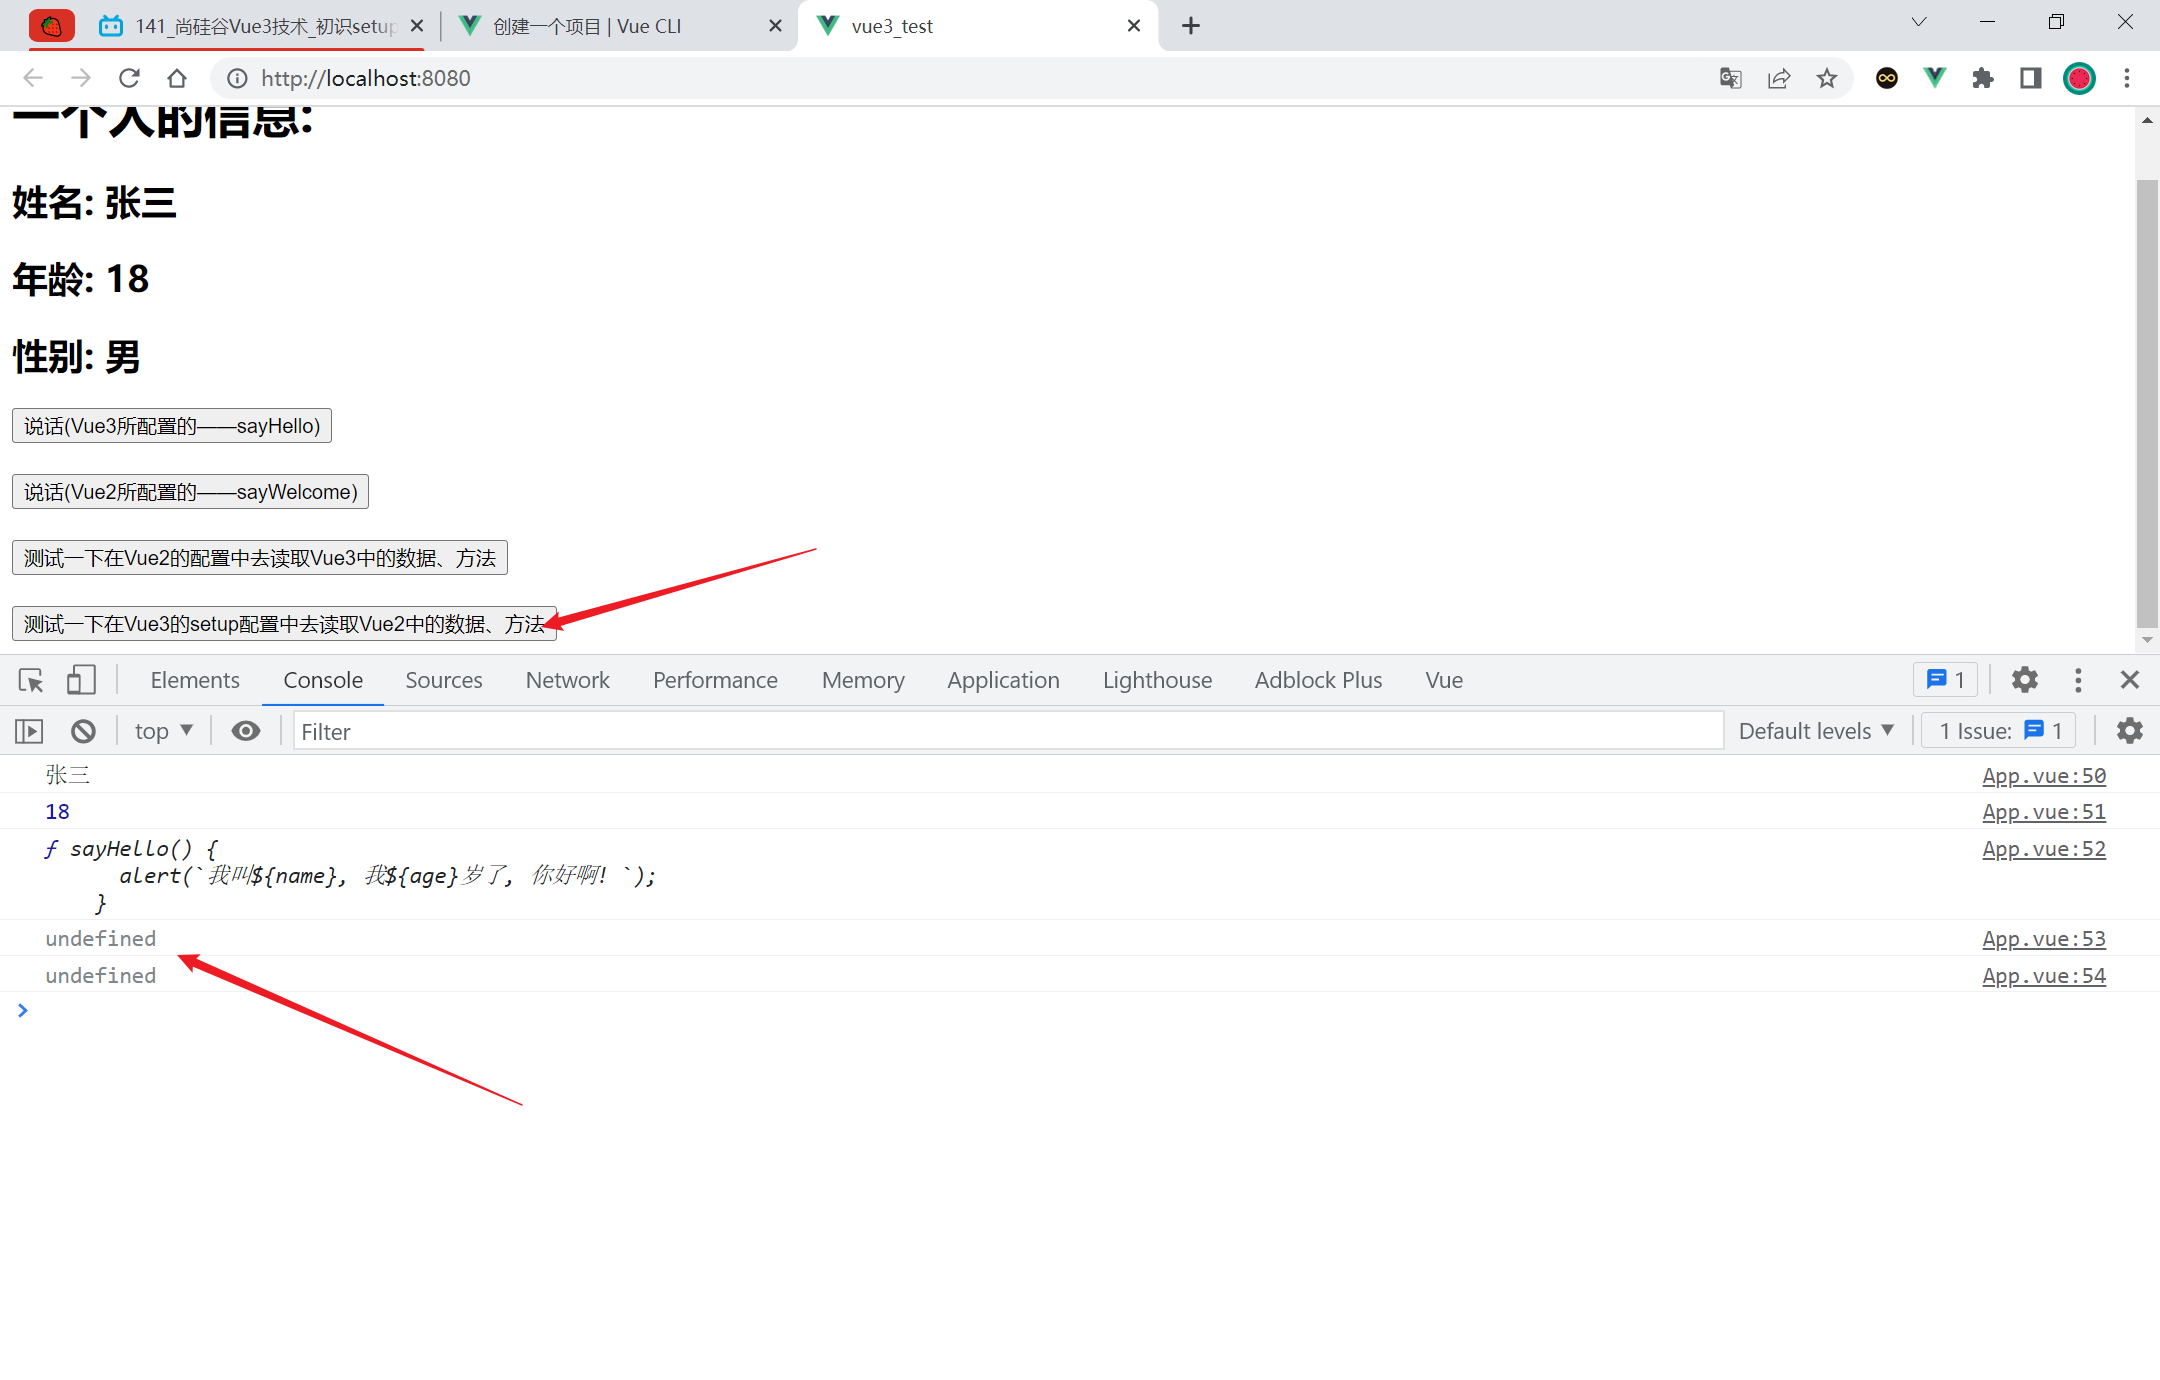 141_尚硅谷Vue3技术_初识setup
创建一个项目 | Vue CLI
vue3_test
http://localhost:8080
一个人的信息:
姓名: 张三
年龄: 18
性别: 男
说话(Vue3所配置的——sayHello)
说话(Vue2所配置的——sayWelcome)
测试一下在Vue2的配置中去读取Vue3中的数据、方法
测试一下在Vue3的setup配置中去读取Vue2中的数据、方法
Elements Console Sources Network Performance Memory Application Lighthouse Adblock Plus Vue 1
top Filter Default levels 1 Issue: 1
张三 App.vue:50
18 App.vue:51
ƒ sayHello() { App.vue:52
alert(`我叫${name}, 我${age}岁了, 你好啊! `);
}
undefined App.vue:53
undefined App.vue:54